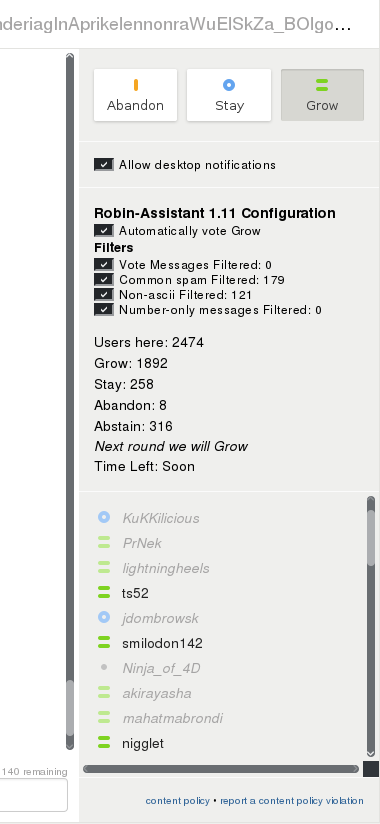 nderiagInAprikelennonraWuElSkZa_BOlgo...
Abandon
Stay
Grow
Allow desktop notifications
Robin-Assistant 1.11 Configuration
Automatically vote Grow
Filters
Vote Messages Filtered: 0
Common spam Filtered: 179
Non-ascii Filtered: 121
Number-only messages Filtered: 0
Users here: 2474
Grow: 1892
Stay: 258
Abandon: 8
Abstain: 316
Next round we will Grow
Time Left: Soon
KuKKilicious
PrNek
lightningheels
ts52
jdombrowsk
smilodon142
Ninja_of_4D
akirayasha
mahatmabrondi
nigglet
140 remaining
content policy • report a content policy violation